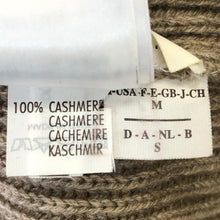 100% CASHMERE
CASHMERE
CACHEMIRE
KASCHMIR
-USA-F-E-GB-J-CH
M
D-A-NL-B
S